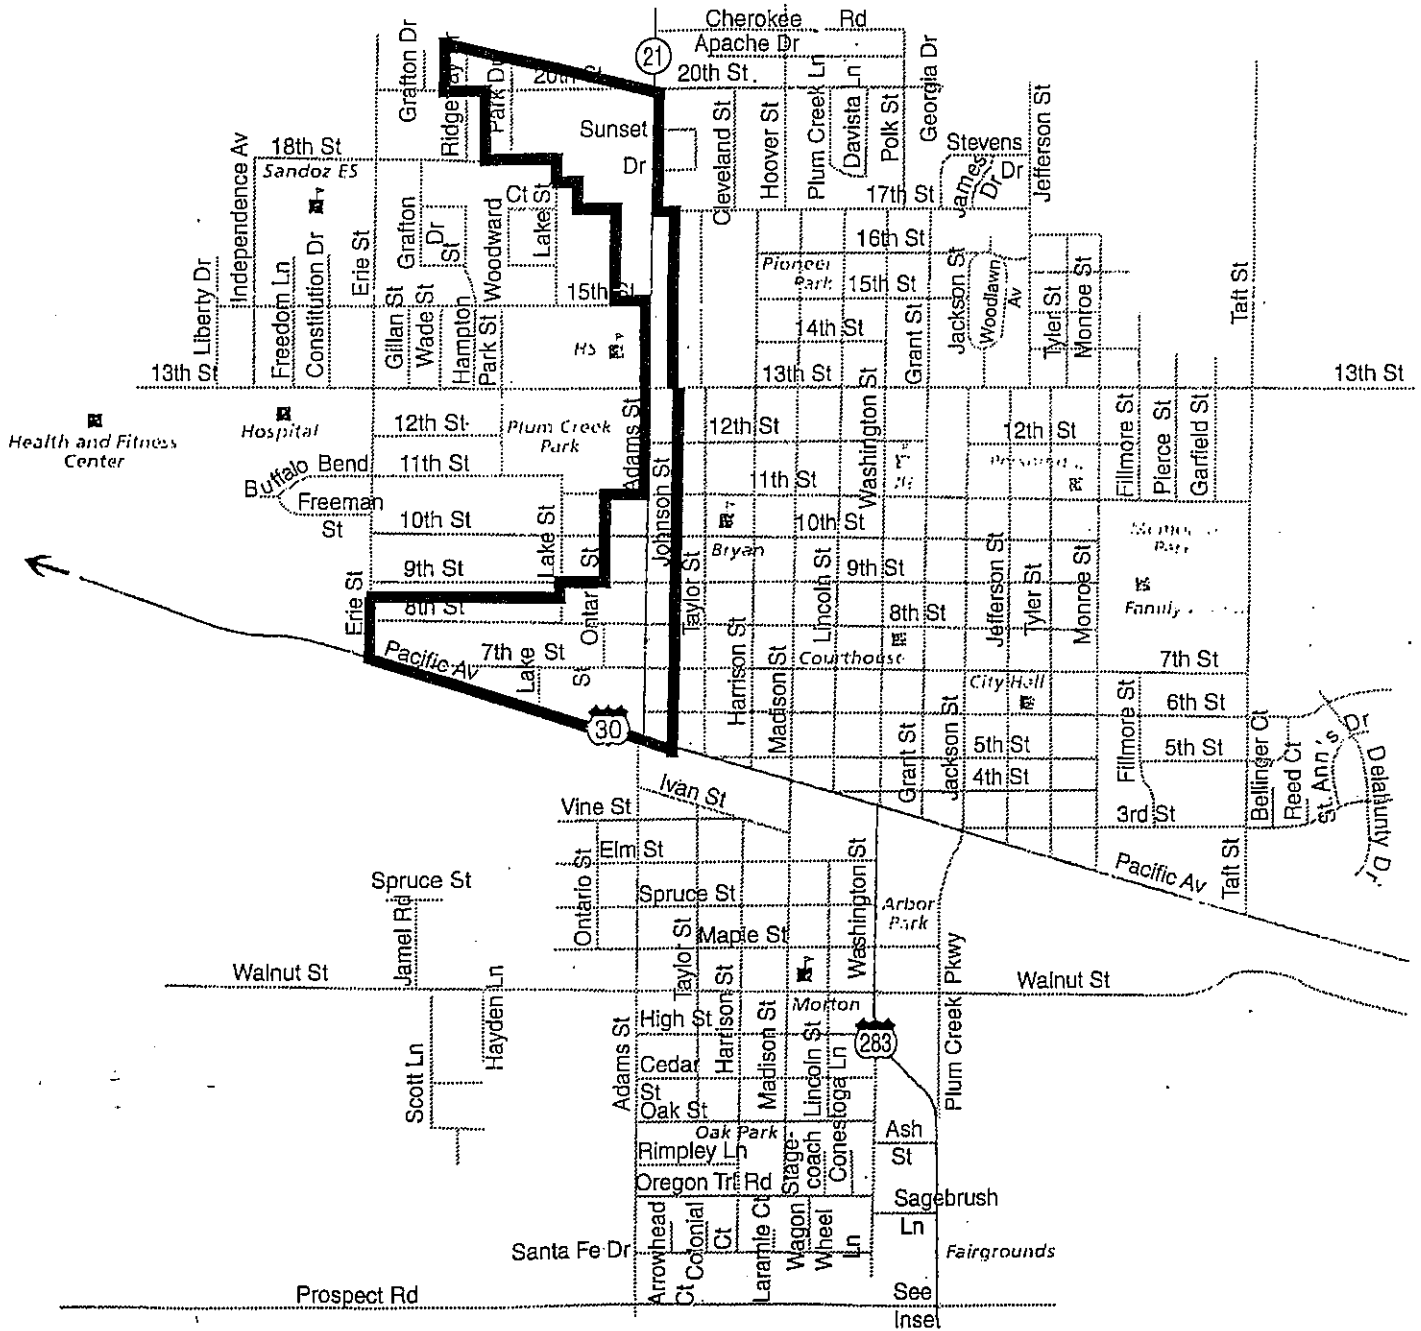 Cherokee Rd
Apache Dr
21
20th St
20th St.
Grafton Dr
Park Dr
Plum Creek Ln
Davista Ln
Polk St
Georgia Dr
Jefferson St
Sunset
Dr
Cleveland St
Hoover St
Stevens
Dr
James
Dr
18th St
Sandoz ES
Independence Av
17th St
Ct
Lake St
Grafton
Dr
St
Woodward
16th St
Pioneer
Park
15th St
15th St
Liberty Dr
Freedom Ln
Constitution Dr
Erie St
Gillan St
Wade St
Hampton
Park St
HS
14th St
Grant St
Jackson St
Woodlawn
Av
Tyler St
Monroe St
Taft St
13th St
13th St
13th St
Health and Fitness
Center
Hospital
12th St
Plum Creek
Park
Adams St
12th St
Washington St
12th St
Fillmore St
Pierce St
Garfield St
Buffalo Bend
11th St
11th St
Freeman
St
10th St
Lake St
Johnson St
10th St
Bryan
Park
9th St
9th St
Erie St
8th St
Taylor St
Lincoln St
8th St
Jefferson St
Tyler St
Monroe St
Family
Pacific Av
7th St
Lake
St
Harrison St
Madison St
Courthouse
7th St
City Hall
30
6th St
Grant St
Jackson St
5th St
Fillmore St
5th St
4th St
Bellinger Ct
Reed Ct
St. Ann's Dr
Delahunty Dr
Ivan St
Vine St
3rd St
Elm St
Ontario St
Washington St
Pacific Av
Taft St
Spruce St
Spruce St
Jamel Rd
Arbor
Park
Taylor St
Maple St
Walnut St
Walnut St
Hayden Ln
Harrison St
Morton
Plum Creek Pkwy
Adams St
High St
Madison St
Lincoln St
283
Scott Ln
Cedar
St
Conestoga Ln
Oak St
Oak Park
Ash
St
Rimpley Ln
Stage-
coach
Oregon Trl Rd
Sagebrush
Ln
Arrowhead
Ct
Colonial
Ct
Laramie Ct
Wagon
Wheel
Ln
Santa Fe Dr
Fairgrounds
Prospect Rd
See
Inset